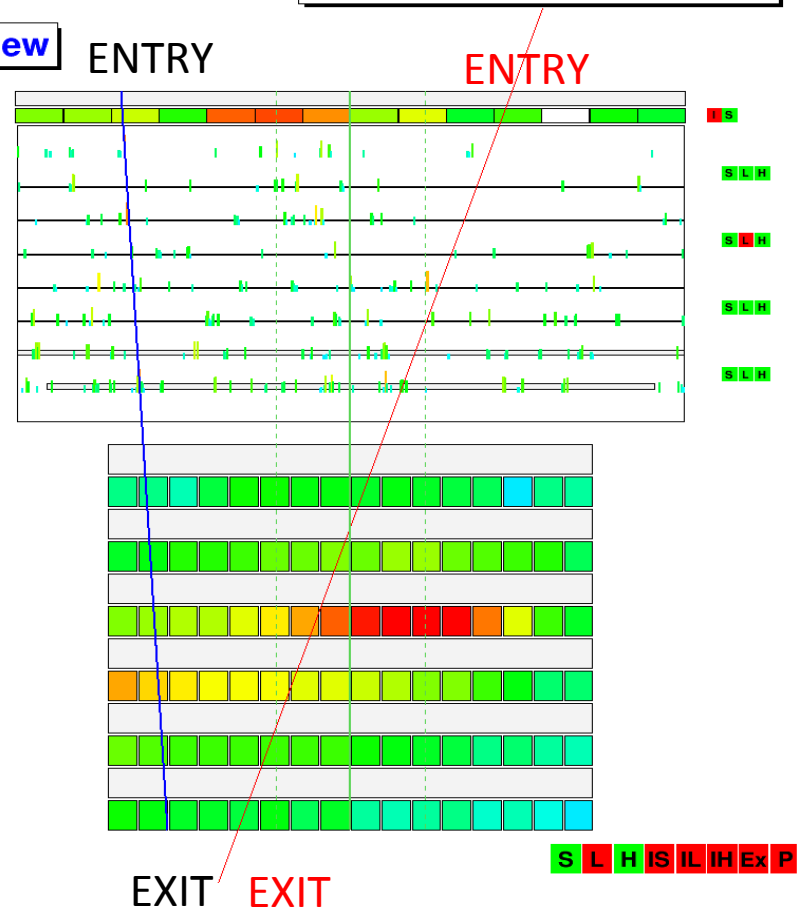 ew
ENTRY
ENTRY
I S
S L H
S L H
S L H
S L H
S L H IS IL IH Ex P
EXIT EXIT